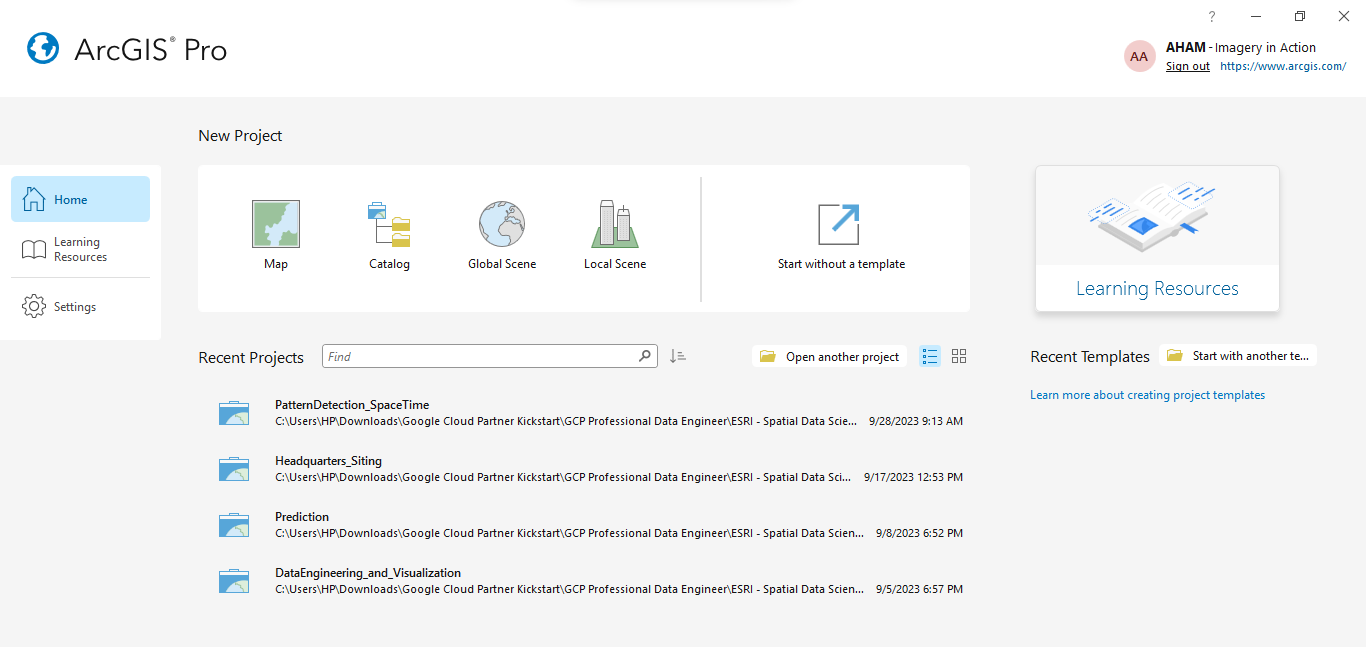 ?
ArcGIS® Pro
AA
AHAM - Imagery in Action
Sign out https://www.arcgis.com/
New Project
Home
Learning
Resources
Settings
Map
Catalog
Global Scene
Local Scene
Start without a template
Learning Resources
Recent Projects
Find
Open another project
Recent Templates
Start with another te...
Learn more about creating project templates
PatternDetection_SpaceTime
C:\Users\HP\Downloads\Google Cloud Partner Kickstart\GCP Professional Data Engineer\ESRI - Spatial Data Scie... 9/28/2023 9:13 AM
Headquarters_Siting
C:\Users\HP\Downloads\Google Cloud Partner Kickstart\GCP Professional Data Engineer\ESRI - Spatial Data Sci... 9/17/2023 12:53 PM
Prediction
C:\Users\HP\Downloads\Google Cloud Partner Kickstart\GCP Professional Data Engineer\ESRI - Spatial Data Scien... 9/8/2023 6:52 PM
DataEngineering_and_Visualization
C:\Users\HP\Downloads\Google Cloud Partner Kickstart\GCP Professional Data Engineer\ESRI - Spatial Data Scien... 9/5/2023 6:57 PM